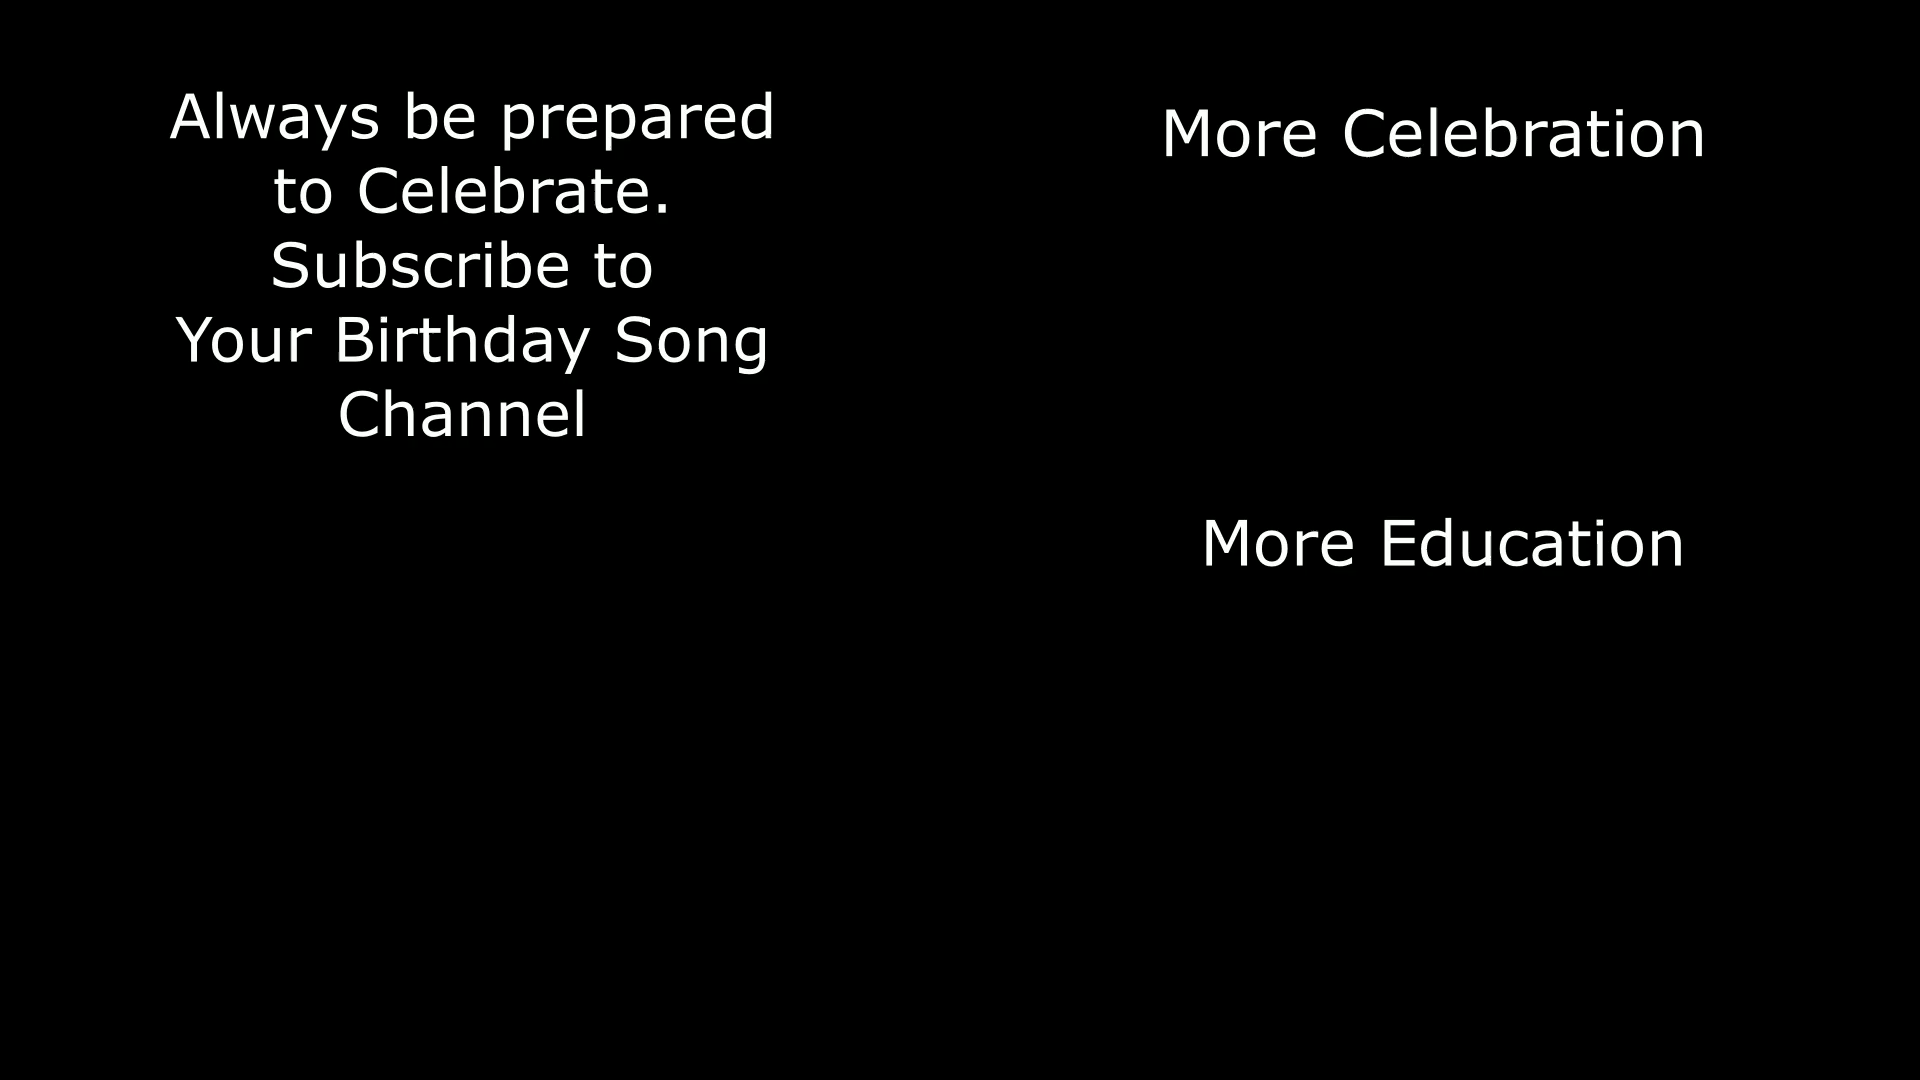 Always be prepared
to Celebrate.
Subscribe to
Your Birthday Song
Channel
More Celebration
More Education